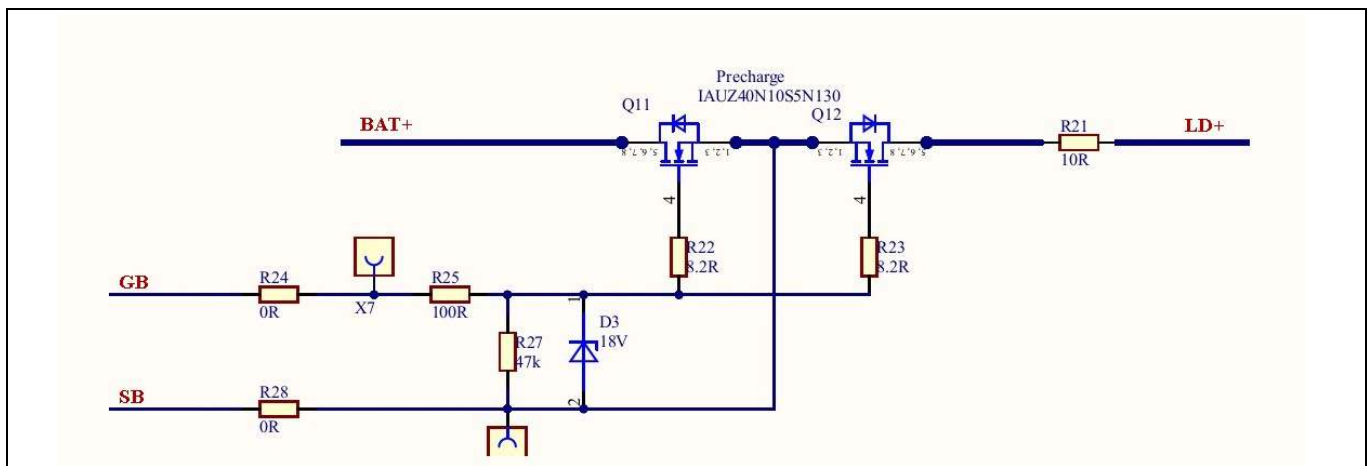 Precharge
IAUZ40N10S5N130
Q11
Q12
BAT+
R21
LD+
5, 6, 7, 8
1, 2, 3
1, 2, 3
5, 6, 7, 8
10R
4
4
R22
R23
8.2R
8.2R
GB
R24
R25
0R
X7
100R
1
D3
18V
R27
47k
SB
R28
2
0R